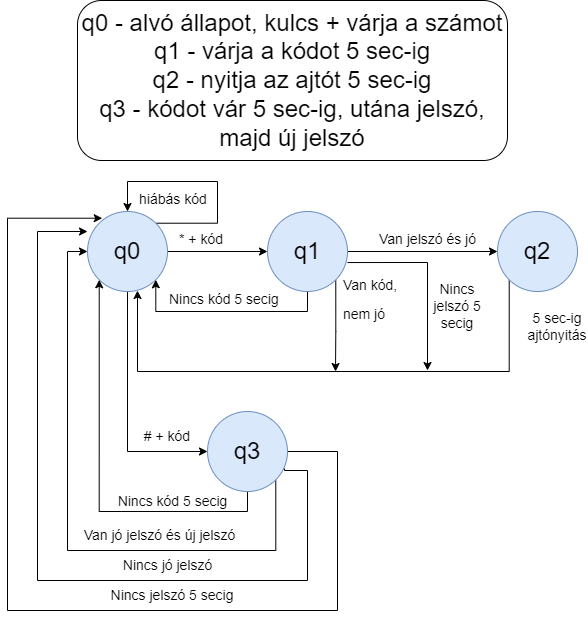 q0 - alvó állapot, kulcs + várja a számot
q1 - várja a kódot 5 sec-ig
q2 - nyitja az ajtót 5 sec-ig
q3 - kódot vár 5 sec-ig, utána jelszó,
majd új jelszó
hiábás kód
q0
* + kód
q1
Van jelszó és jó
q2
Nincs kód 5 secig
Van kód,
nem jó
Nincs
jelszó 5
secig
5 sec-ig
ajtónyitás
# + kód
q3
Nincs kód 5 secig
Van jó jelszó és új jelszó
Nincs jó jelszó
Nincs jelszó 5 secig